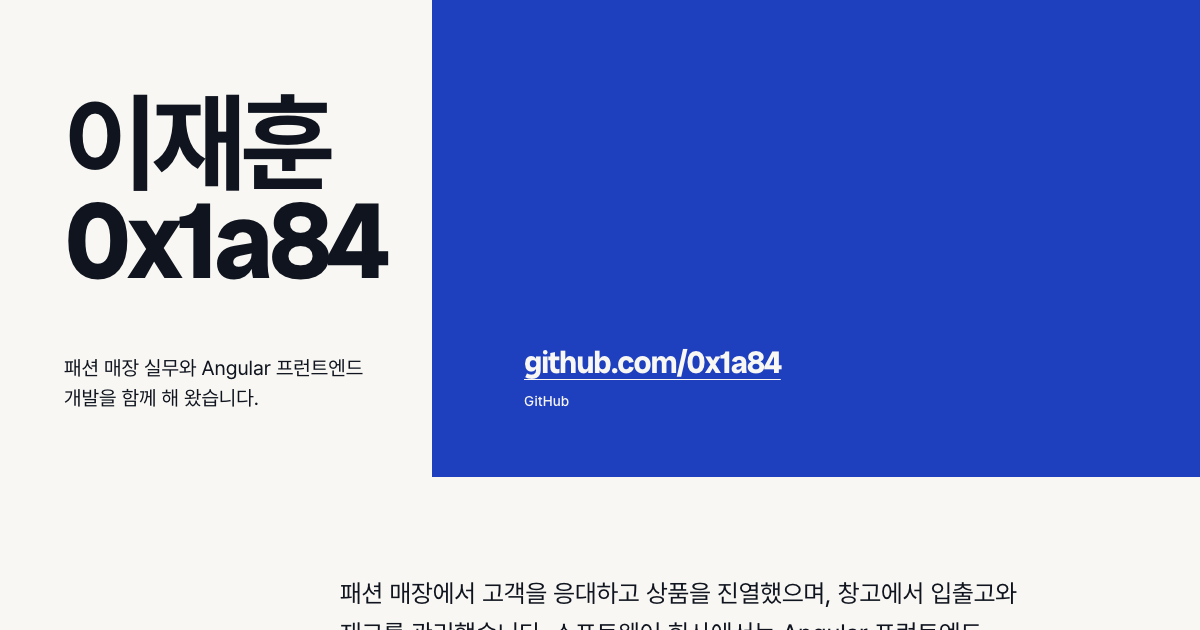 이재훈
0x1a84
패션 매장 실무와 Angular 프런트엔드
개발을 함께 해 왔습니다.
github.com/0x1a84
GitHub
패션 매장에서 고객을 응대하고 상품을 진열했으며, 창고에서 입출고와